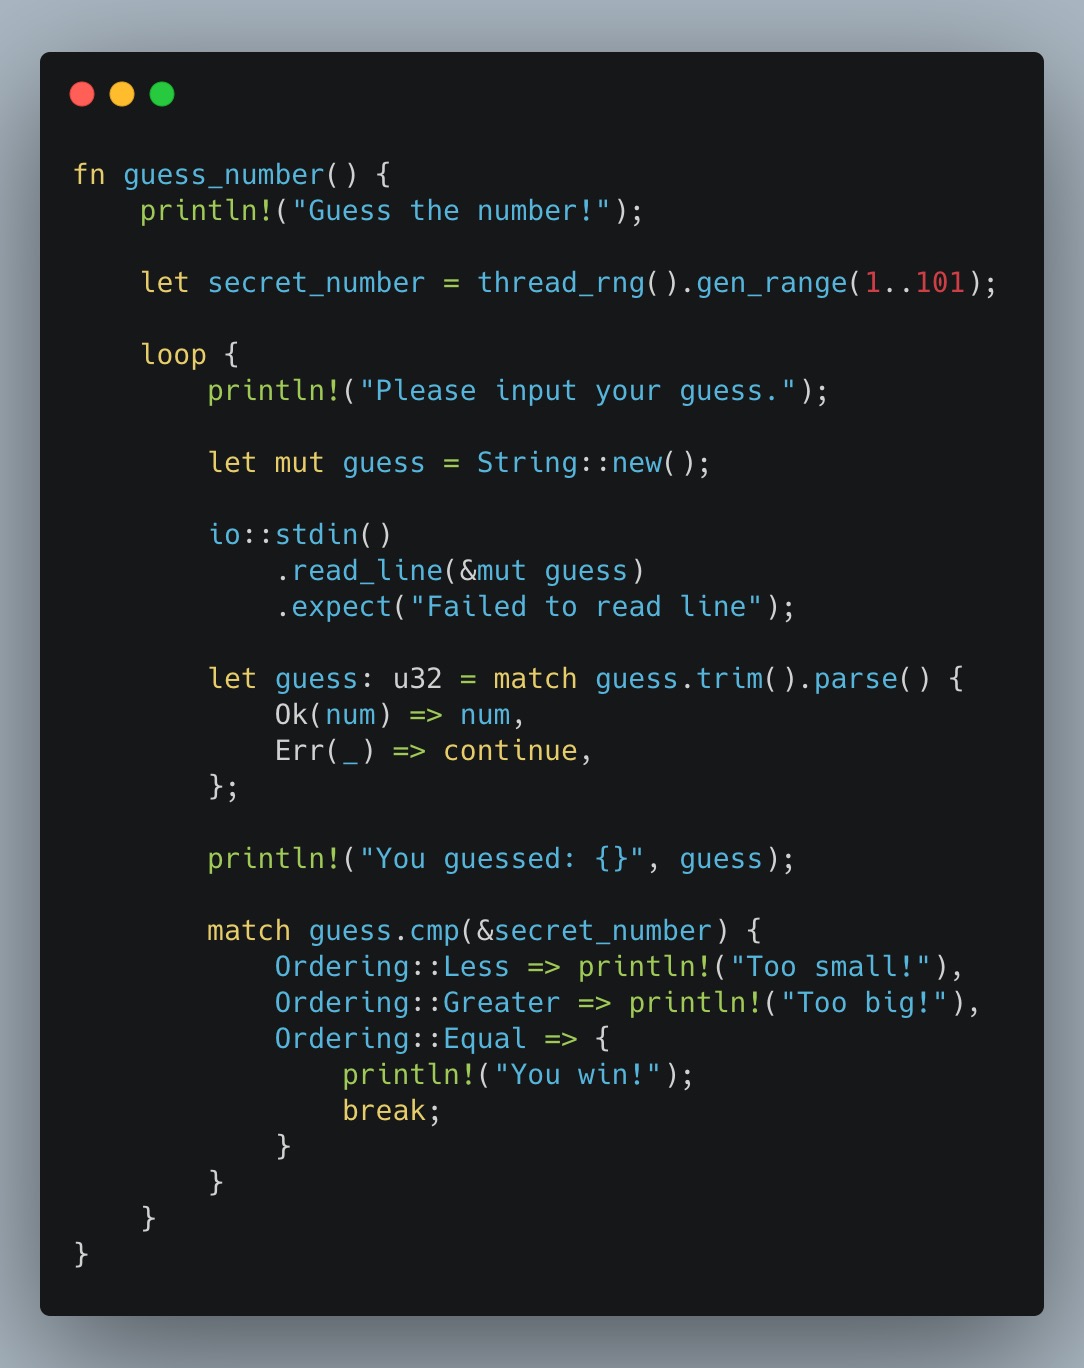 fn guess_number() {
    println!("Guess the number!");

    let secret_number = thread_rng().gen_range(1..101);

    loop {
        println!("Please input your guess.");

        let mut guess = String::new();

        io::stdin()
            .read_line(&mut guess)
            .expect("Failed to read line");

        let guess: u32 = match guess.trim().parse() {
            Ok(num) => num,
            Err(_) => continue,
        };

        println!("You guessed: {}", guess);

        match guess.cmp(&secret_number) {
            Ordering::Less => println!("Too small!"),
            Ordering::Greater => println!("Too big!"),
            Ordering::Equal => {
                println!("You win!");
                break;
            }
        }
    }
}